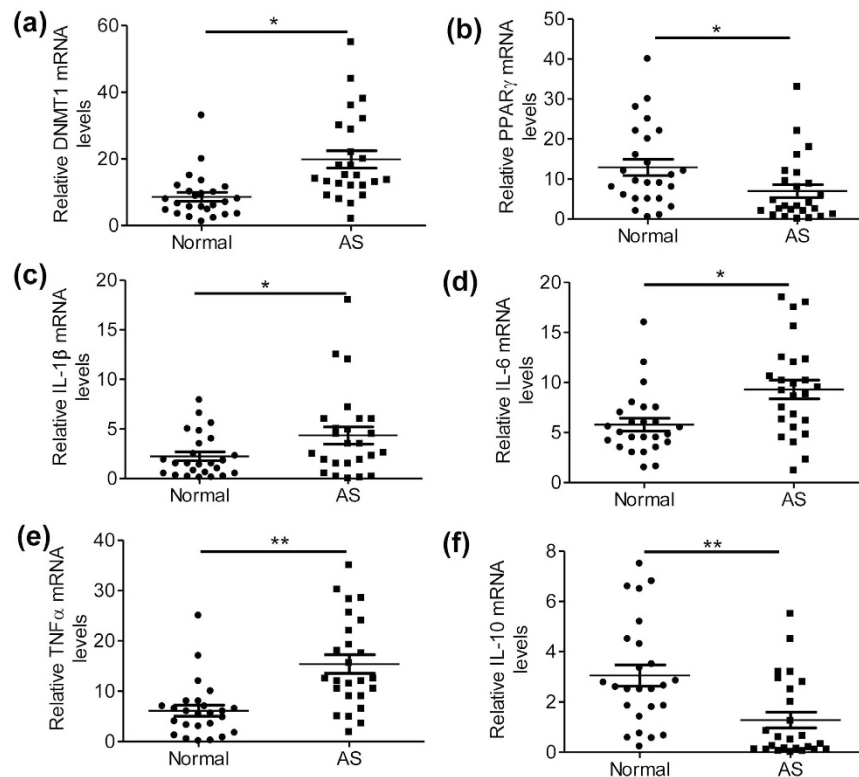 (a)
*
Relative DNMT1 mRNA
levels
60
40
20
0
Normal
AS
(b)
*
Relative PPARγ mRNA
levels
50
40
30
20
10
0
Normal
AS
(c)
*
Relative IL-1β mRNA
levels
20
15
10
5
0
Normal
AS
(d)
*
Relative IL-6 mRNA
levels
20
15
10
5
0
Normal
AS
(e)
**
Relative TNFα mRNA
levels
40
30
20
10
0
Normal
AS
(f)
**
Relative IL-10 mRNA
levels
8
6
4
2
0
Normal
AS